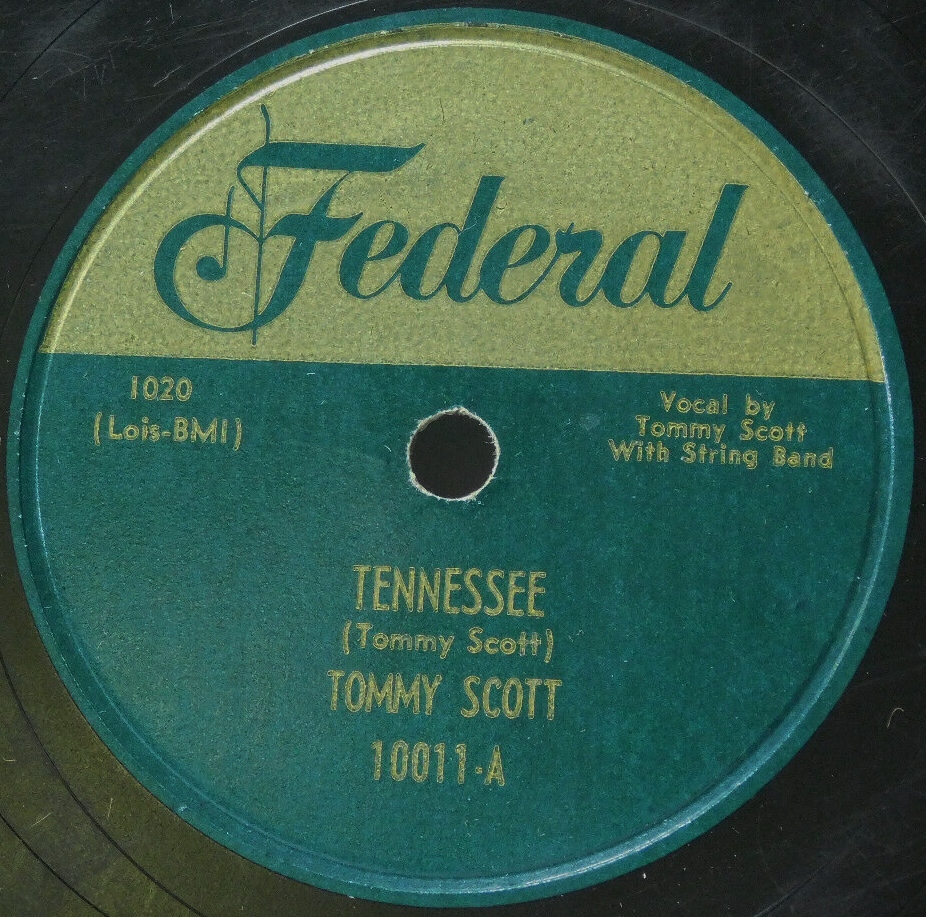 Federal
1020
(Lois-BMI)
Vocal by
Tommy Scott
With String Band
TENNESSEE
(Tommy Scott)
TOMMY SCOTT
10011-A